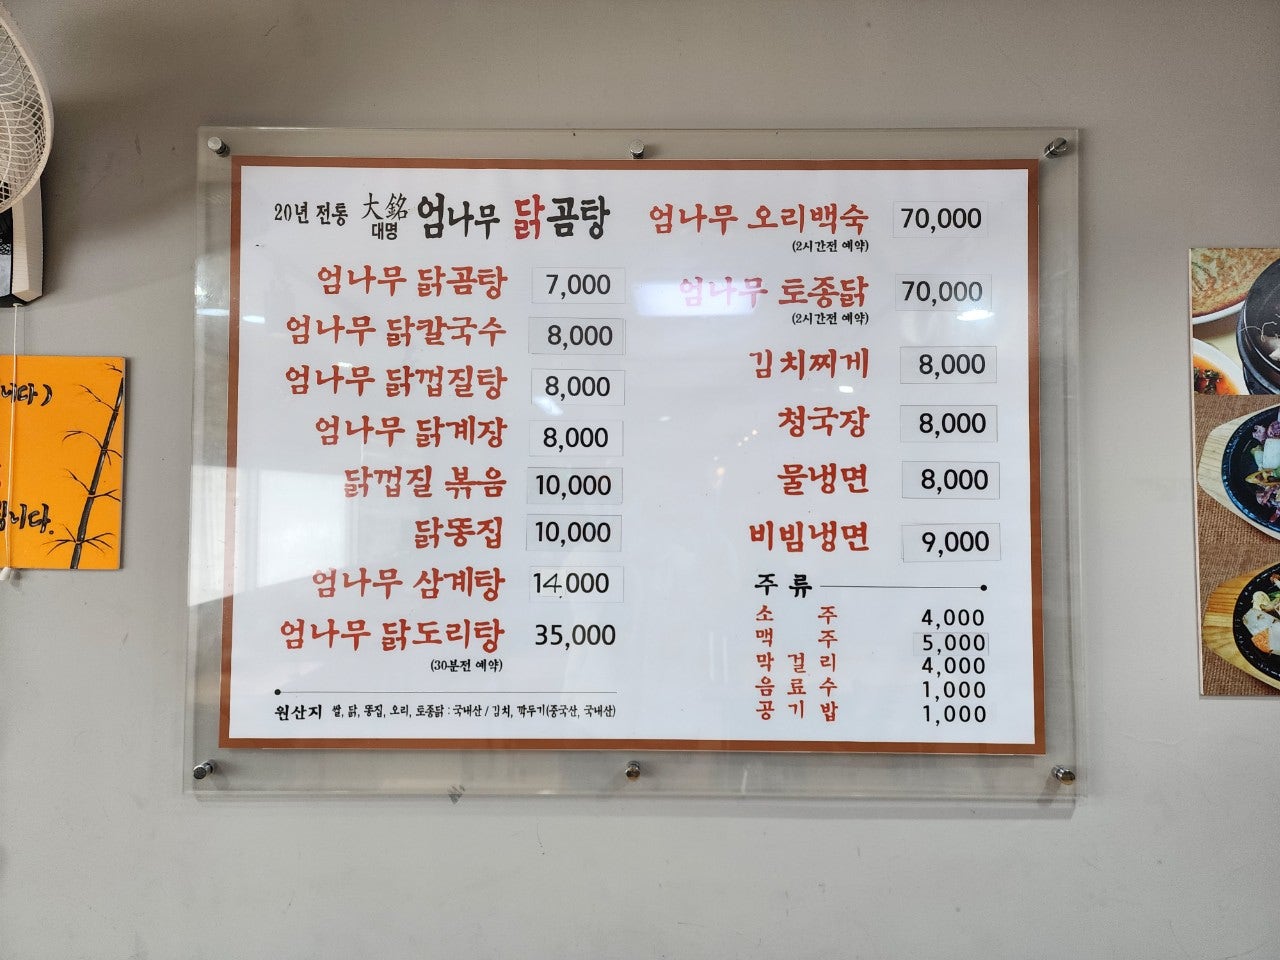 20년 전통 大銘 대명 엄나무 닭곰탕
엄나무 닭곰탕 7,000
엄나무 닭칼국수 8,000
엄나무 닭껍질탕 8,000
엄나무 닭계장 8,000
닭껍질 볶음 10,000
닭똥집 10,000
엄나무 삼계탕 14,000
엄나무 닭도리탕 35,000
(30분전 예약)
원산지 쌀, 닭, 똥집, 오리, 토종닭 : 국내산 / 김치, 깍두기(중국산, 국내산)
엄나무 오리백숙 70,000
(2시간전 예약)
엄나무 토종닭 70,000
(2시간전 예약)
김치찌게 8,000
청국장 8,000
물냉면 8,000
비빔냉면 9,000
주 류
소 주 4,000
맥 주 5,000
막 걸 리 4,000
음 료 수 1,000
공 기 밥 1,000
니다)
입니다.